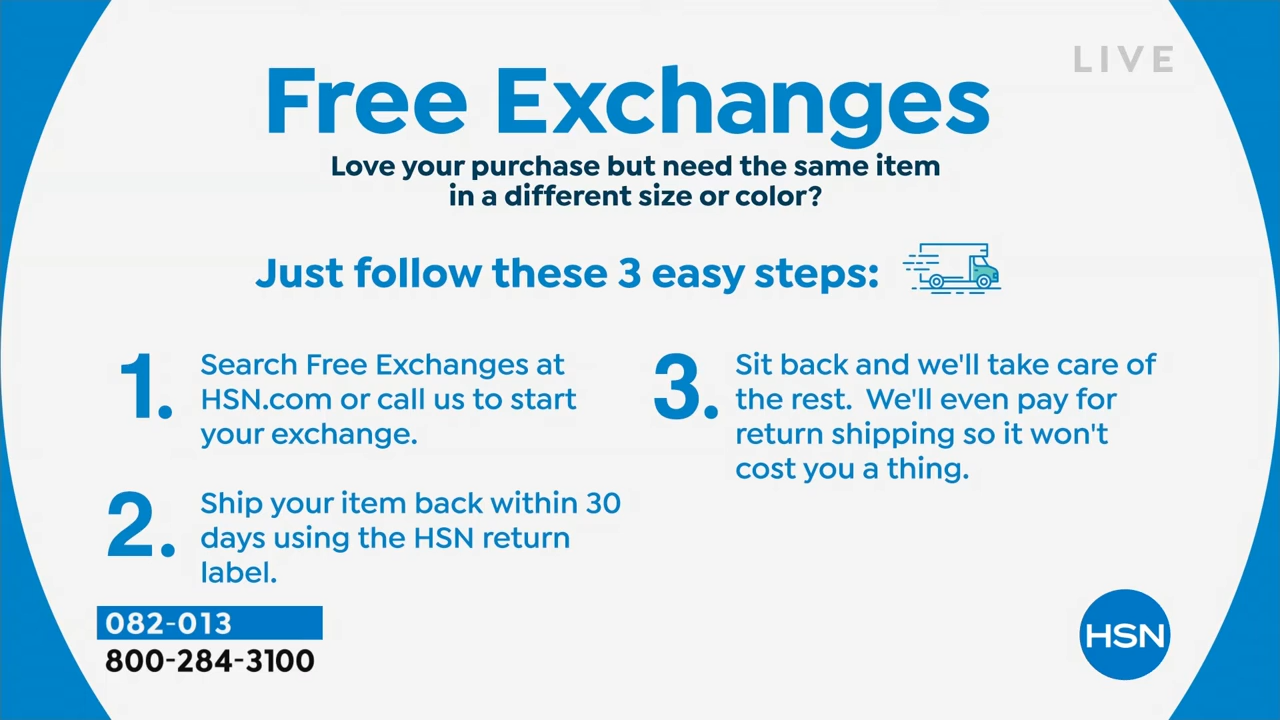 LIVE
Free Exchanges
Love your purchase but need the same item
in a different size or color?
Just follow these 3 easy steps:
1. Search Free Exchanges at
HSN.com or call us to start
your exchange.
2. Ship your item back within 30
days using the HSN return
label.
3. Sit back and we'll take care of
the rest.  We'll even pay for
return shipping so it won't
cost you a thing.
082-013
800-284-3100
HSN